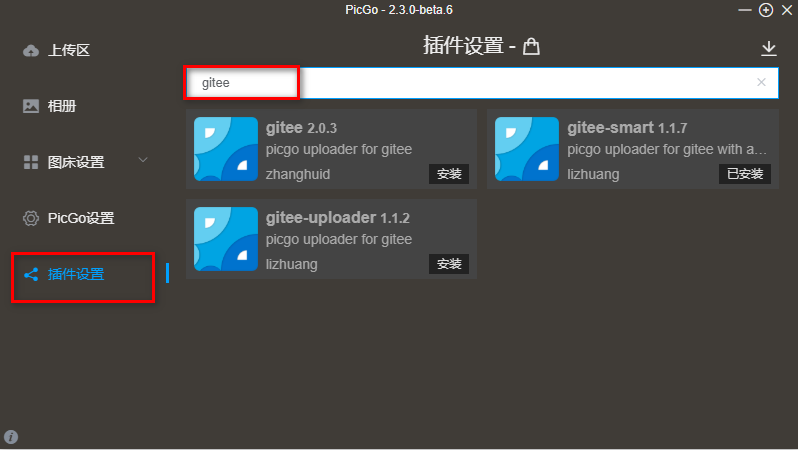 PicGo - 2.3.0-beta.6
上传区
相册
图床设置
PicGo设置
插件设置
插件设置 -
gitee
gitee 2.0.3
picgo uploader for gitee
zhanghuid
安装
gitee-smart 1.1.7
picgo uploader for gitee with a…
lizhuang
已安装
gitee-uploader 1.1.2
picgo uploader for gitee
lizhuang
安装